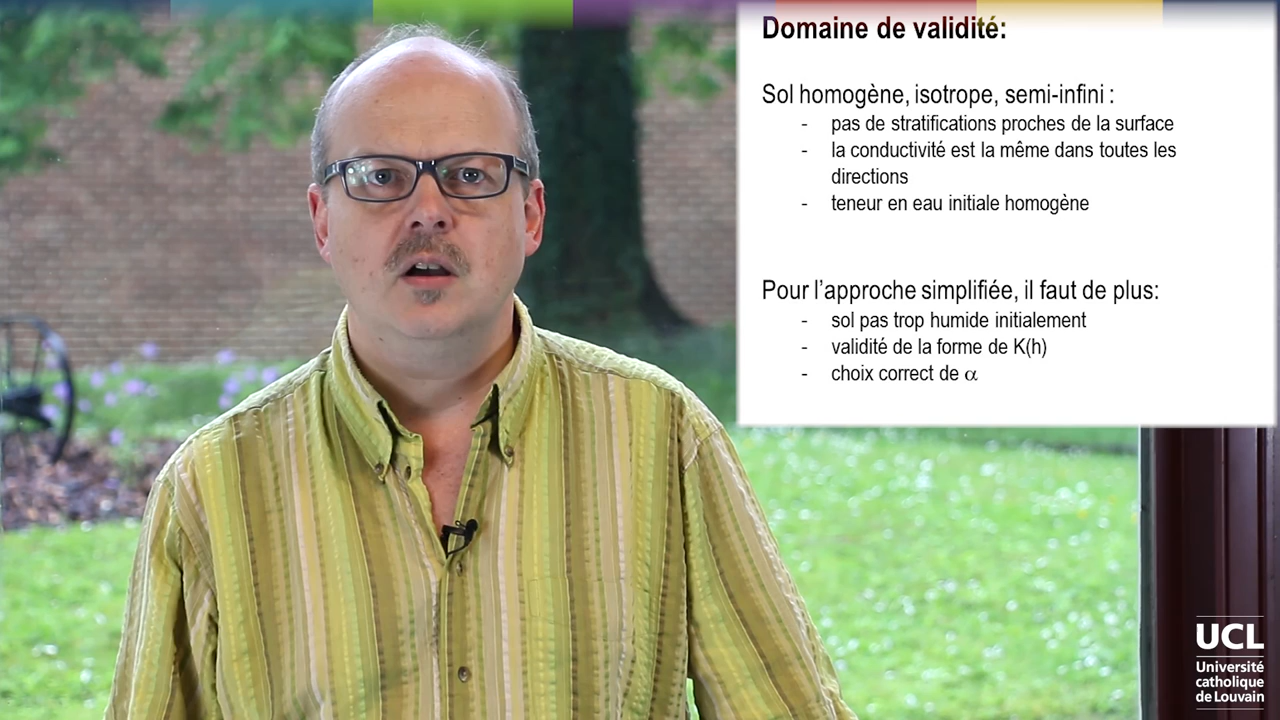 Domaine de validité:
Sol homogène, isotrope, semi-infini :
- pas de stratifications proches de la surface
- la conductivité est la même dans toutes les
directions
- teneur en eau initiale homogène
Pour l'approche simplifiée, il faut de plus:
- sol pas trop humide initialement
- validité de la forme de K(h)
- choix correct de α
UCL
Université
catholique
de Louvain